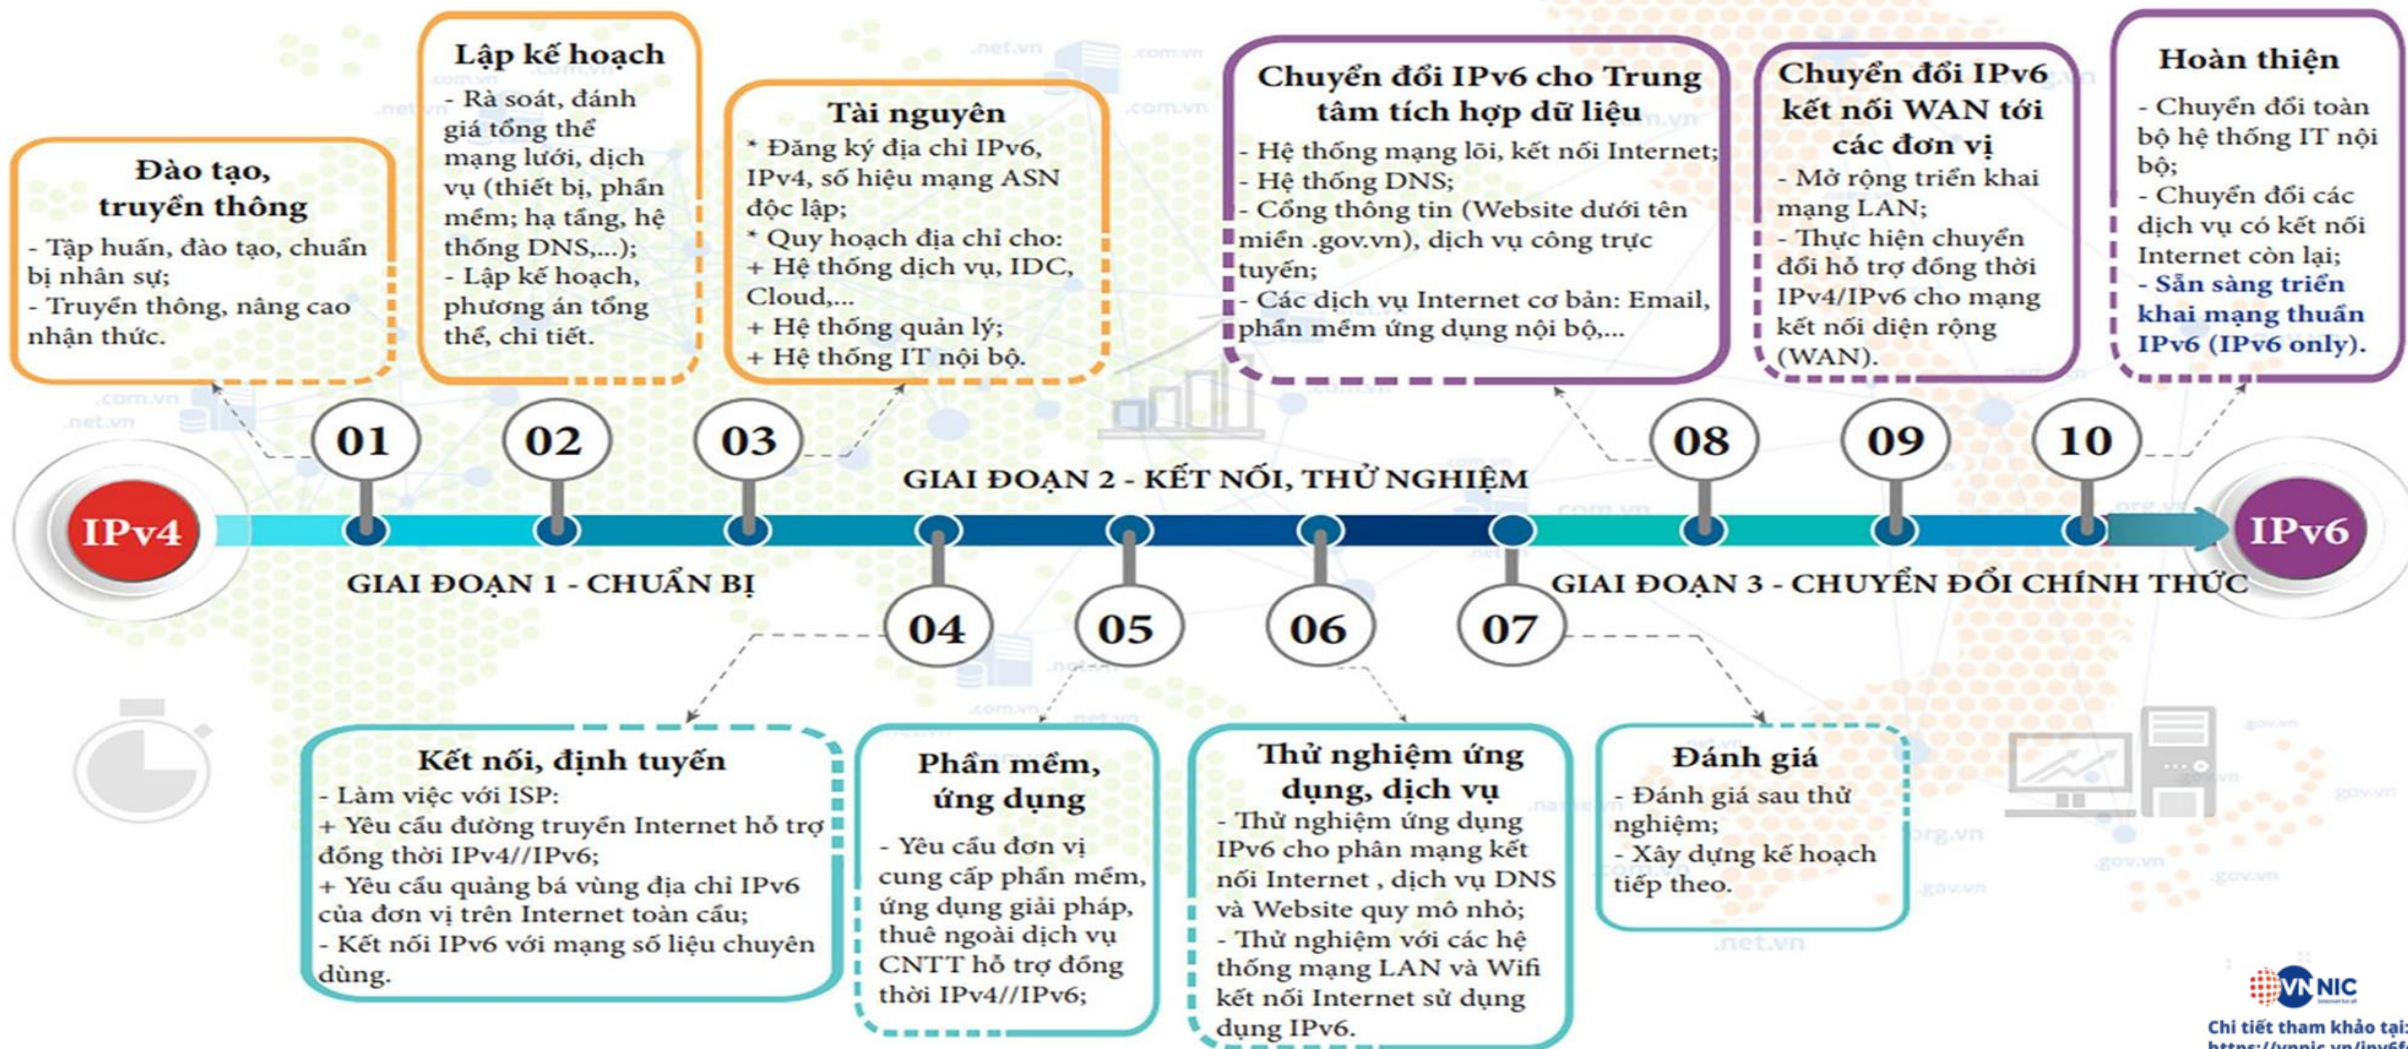 Đào tạo,
truyền thông
- Tập huấn, đào tạo, chuẩn
bị nhân sự;
- Truyền thông, nâng cao
nhận thức.
Lập kế hoạch
- Rà soát, đánh
giá tổng thể
mạng lưới, dịch
vụ (thiết bị, phần
mềm; hạ tầng, hệ
thống DNS,...);
- Lập kế hoạch,
phương án tổng
thể, chi tiết.
Tài nguyên
* Đăng ký địa chỉ IPv6,
IPv4, số hiệu mạng ASN
độc lập;
* Quy hoạch địa chỉ cho:
+ Hệ thống dịch vụ, IDC,
Cloud,...
+ Hệ thống quản lý;
+ Hệ thống IT nội bộ.
Chuyển đổi IPv6 cho Trung
tâm tích hợp dữ liệu
- Hệ thống mạng lõi, kết nối Internet;
- Hệ thống DNS;
- Cổng thông tin (Website dưới tên
miền .gov.vn), dịch vụ công trực
tuyến;
- Các dịch vụ Internet cơ bản: Email,
phần mềm ứng dụng nội bộ,...
Chuyển đổi IPv6
kết nối WAN tới
các đơn vị
- Mở rộng triển khai
mạng LAN;
- Thực hiện chuyển
đổi hỗ trợ đồng thời
IPv4/IPv6 cho mạng
kết nối diện rộng
(WAN).
Hoàn thiện
- Chuyển đổi toàn
bộ hệ thống IT nội
bộ;
- Chuyển đổi các
dịch vụ có kết nối
Internet còn lại;
- Sẵn sàng triển
khai mạng thuần
IPv6 (IPv6 only).
01
02
03
08
09
10
GIAI ĐOẠN 2 - KẾT NỐI, THỬ NGHIỆM
IPv4
IPv6
GIAI ĐOẠN 1 - CHUẨN BỊ
GIAI ĐOẠN 3 - CHUYỂN ĐỔI CHÍNH THỨC
04
05
06
07
Kết nối, định tuyến
- Làm việc với ISP:
+ Yêu cầu đường truyền Internet hỗ trợ
đồng thời IPv4//IPv6;
+ Yêu cầu quảng bá vùng địa chỉ IPv6
của đơn vị trên Internet toàn cầu;
- Kết nối IPv6 với mạng số liệu chuyên
dùng.
Phần mềm,
ứng dụng
- Yêu cầu đơn vị
cung cấp phần mềm,
ứng dụng giải pháp,
thuê ngoài dịch vụ
CNTT hỗ trợ đồng
thời IPv4//IPv6;
Thử nghiệm ứng
dụng, dịch vụ
- Thử nghiệm ứng dụng
IPv6 cho phân mạng kết
nối Internet , dịch vụ DNS
và Website quy mô nhỏ;
- Thử nghiệm với các hệ
thống mạng LAN và Wifi
kết nối Internet sử dụng
dụng IPv6.
Đánh giá
- Đánh giá sau thử
nghiệm;
- Xây dựng kế hoạch
tiếp theo.
VNNIC
Chi tiết tham khảo tại: